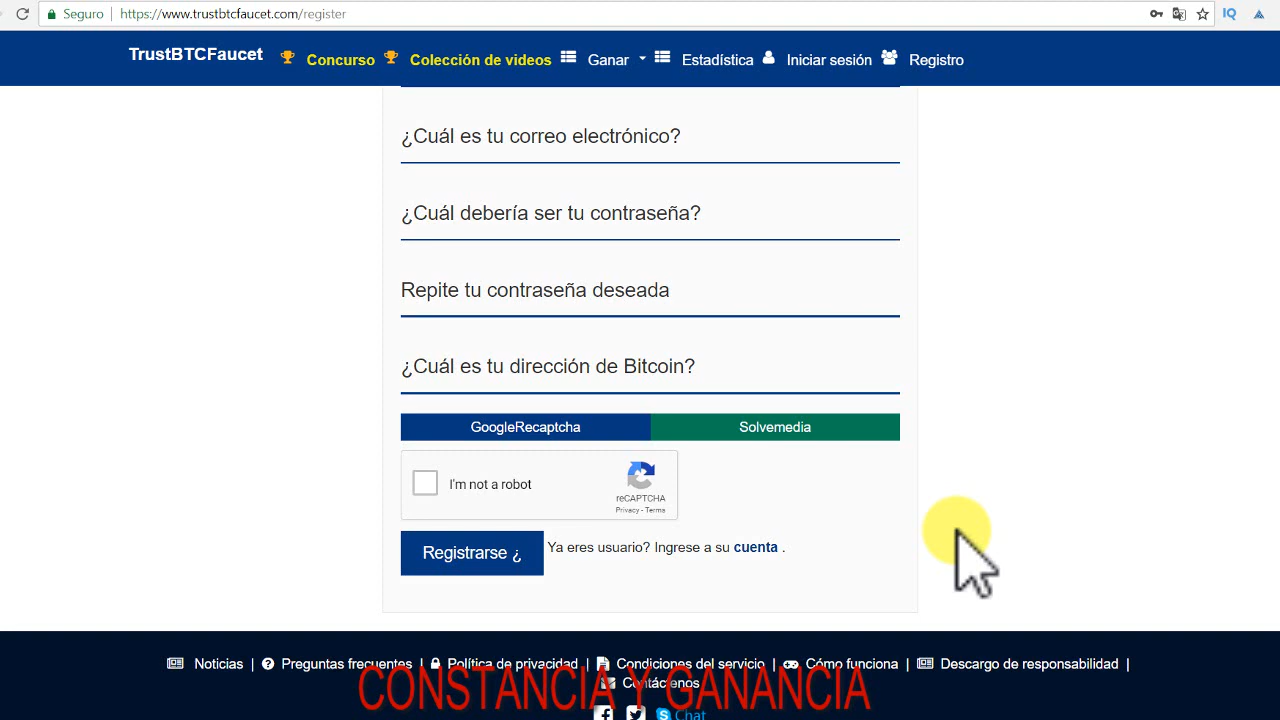 Seguro https://www.trustbtcfaucet.com/register
TrustBTCFaucet Concurso Colección de videos Ganar Estadística Iniciar sesión Registro
¿Cuál es tu correo electrónico?
¿Cuál debería ser tu contraseña?
Repite tu contraseña deseada
¿Cuál es tu dirección de Bitcoin?
GoogleRecaptcha Solvemedia
I'm not a robot
reCAPTCHA
Privacy - Terms
Registrarse ¿ Ya eres usuario? Ingrese a su cuenta .
Noticias | Preguntas frecuentes | Política de privacidad | Condiciones del servicio | Cómo funciona | Descargo de responsabilidad |
Contáctenos
CONSTANCIA Y GANANCIA
Chat